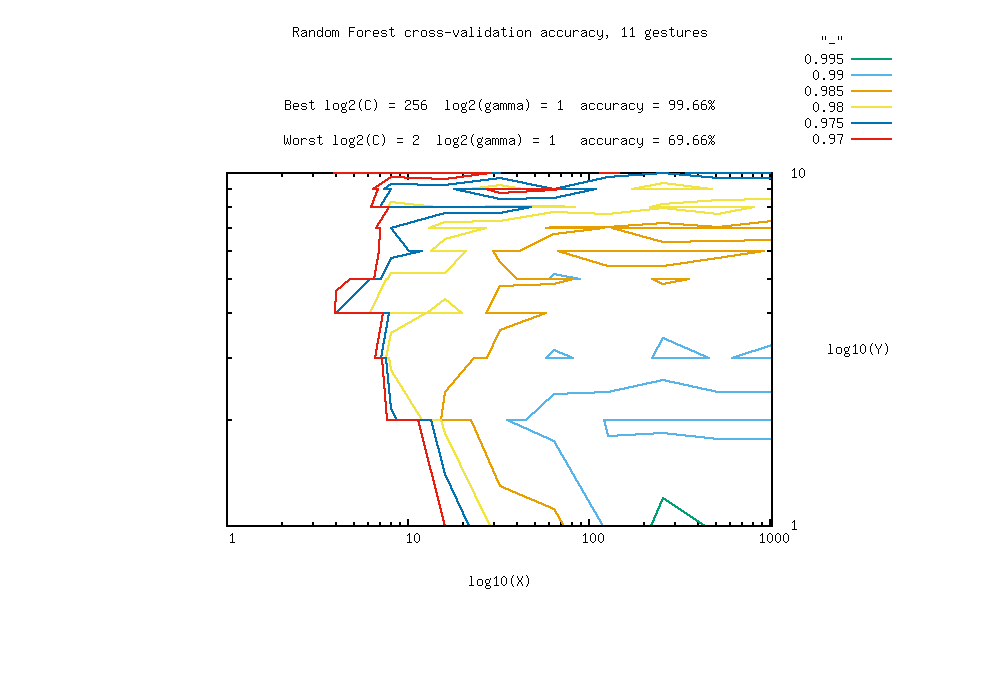 Random Forest cross-validation accuracy, 11 gestures
"_"
0.995
0.99
0.985
0.98
0.975
0.97
Best log2(C) = 256 log2(gamma) = 1 accuracy = 99.66%
Worst log2(C) = 2 log2(gamma) = 1 accuracy = 69.66%
10
log10(Y)
1
1 10 100 1000
log10(X)